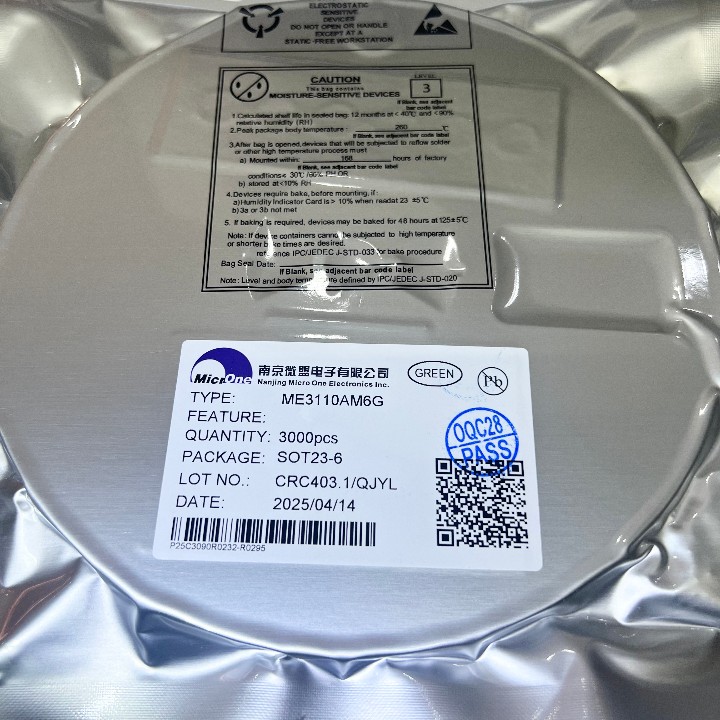 ELECTROSTATIC
SENSITIVE
DEVICES
DO NOT OPEN OR HANDLE
EXCEPT AT A
STATIC-FREE WORKSTATION
CAUTION
This bag contains
MOISTURE-SENSITIVE DEVICES
LEVEL
3
If Blank, see adjacent
bar code label
1.Calculated shelf life in sealed bag: 12 months at < 40℃ and <90%
relative humidity (RH)
2.Peak package body temperature: 260 ℃
If Blank, see adjacent bar code label
3.After bag is opened,devices that will be subjected to reflow solder
or other high temperature process must
a) Mounted within: 168 hours of factory
If Blank, see adjacent bar code label
conditions≤ 30℃/60% RH,OR
b) stored at<10% RH
4.Devices require bake, before mounting, if:
a)Humidity Indicator Card is> 10% when readat 23 ±5℃
b)3a or 3b not met
5. If baking is required, devices may be baked for 48 hours at 125±5℃
Note: If device containers cannot be subjected to high temperature
or shorter bake times are desired.
reference IPC/JEDEC J-STD-033 for bake procedure
Bag Seal Date:
If Blank, see adjacent bar code label
Note: Luvel and body temperature defined by IPC/JEDEC J-STD-020
MicrOne
南京微盟电子有限公司
Nanjing Micro One Electronics Inc.
GREEN
Pb
TYPE: ME3110AM6G
FEATURE:
QUANTITY: 3000pcs
PACKAGE: SOT23-6
LOT NO.: CRC403.1/QJYL
DATE: 2025/04/14
OQC28
PASS
P25C3090R0232-R0295